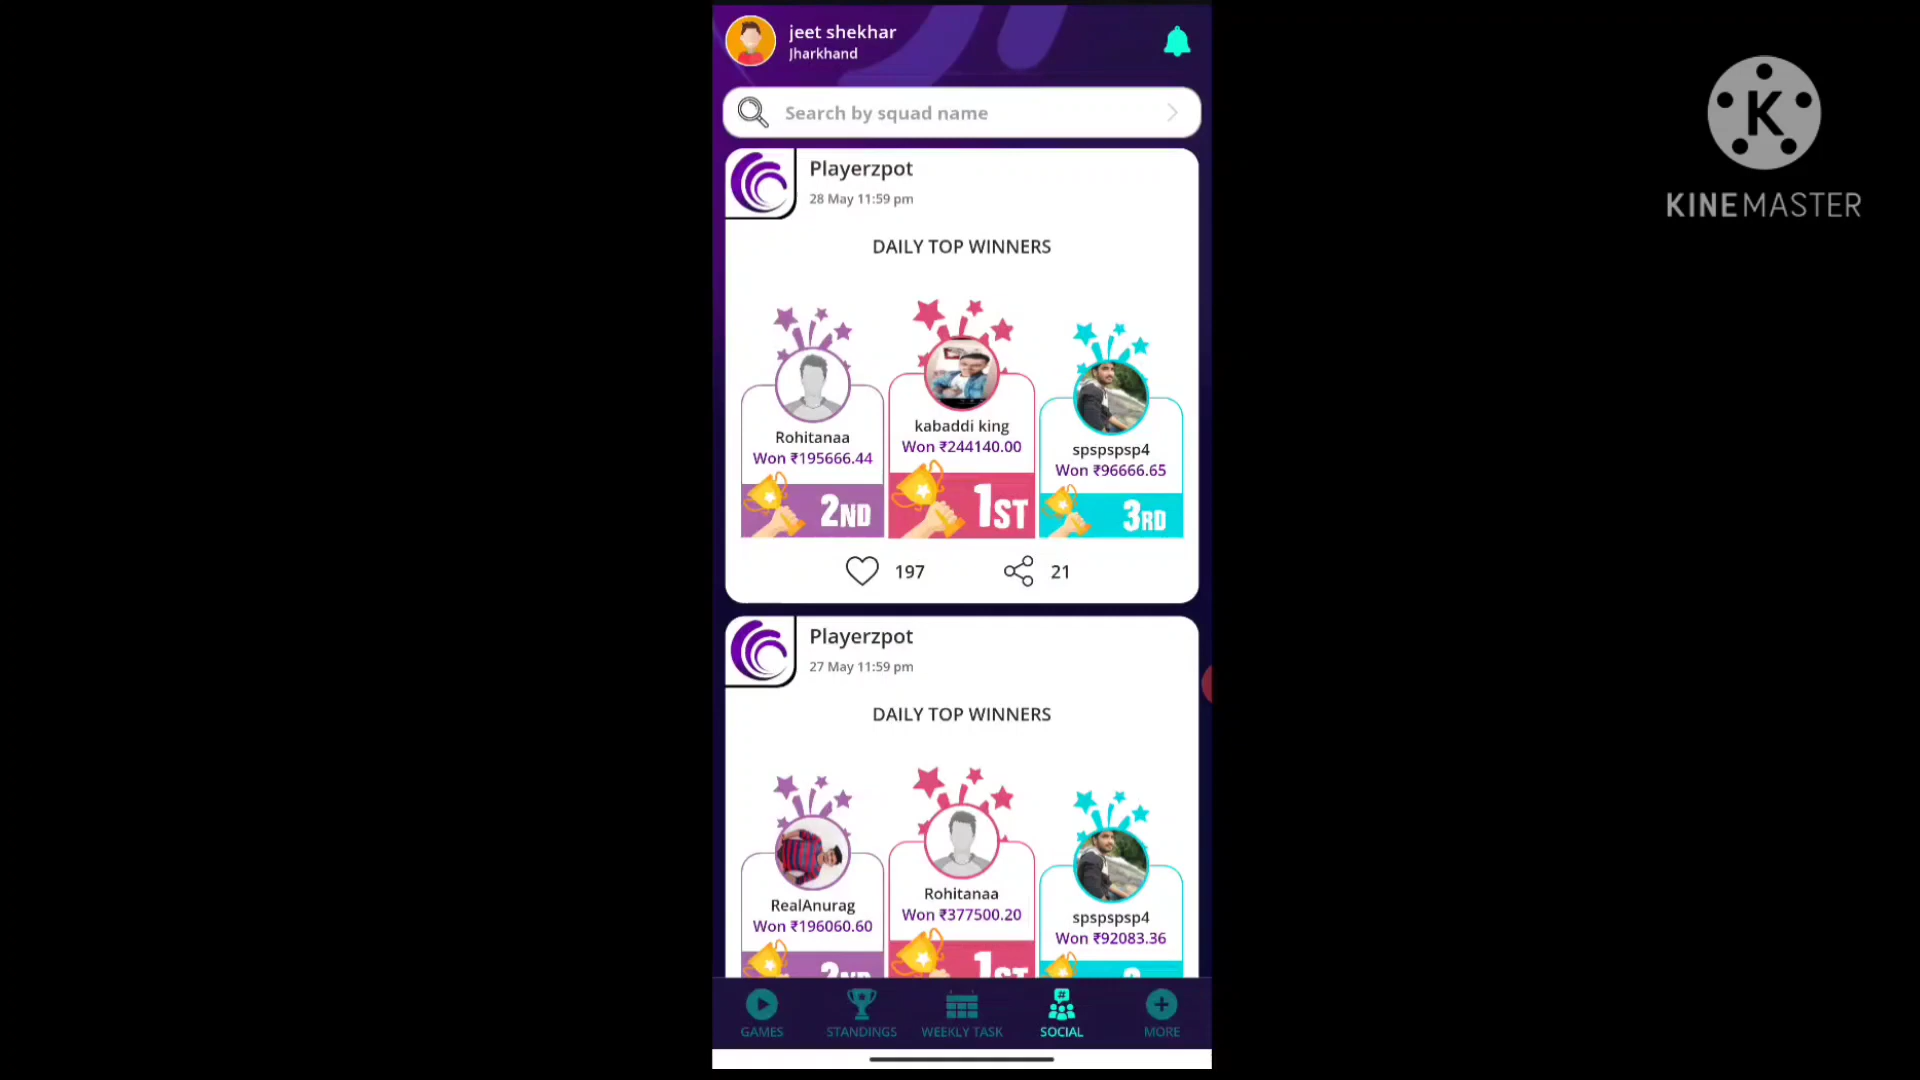 jeet shekhar
Jharkhand
Search by squad name
K
KINEMASTER
Playerzpot
28 May 11:59 pm
DAILY TOP WINNERS
Rohitanaa
Won ₹195666.44
2ND
kabaddi king
Won ₹244140.00
1ST
spspspsp4
Won ₹96666.65
3RD
197
21
Playerzpot
27 May 11:59 pm
DAILY TOP WINNERS
RealAnurag
Won ₹196060.60
2ND
Rohitanaa
Won ₹377500.20
1ST
spspspsp4
Won ₹92083.36
GAMES
STANDINGS
WEEKLY TASK
#
SOCIAL
MORE